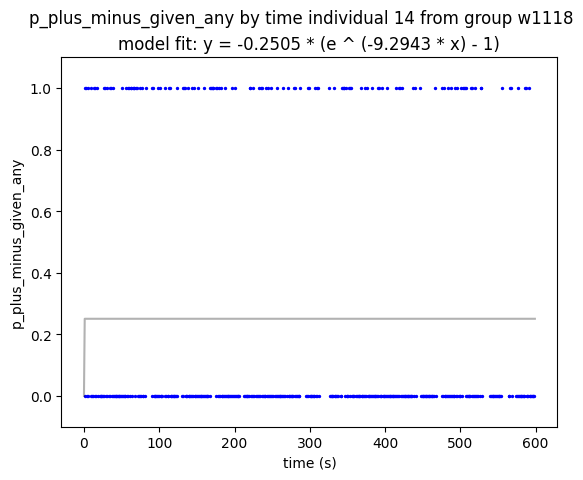 p_plus_minus_given_any by time individual 14 from group w1118
model fit: y = -0.2505 * (e ^ (-9.2943 * x) - 1)
p_plus_minus_given_any
1.0
0.8
0.6
0.4
0.2
0.0
0 100 200 300 400 500 600
time (s)